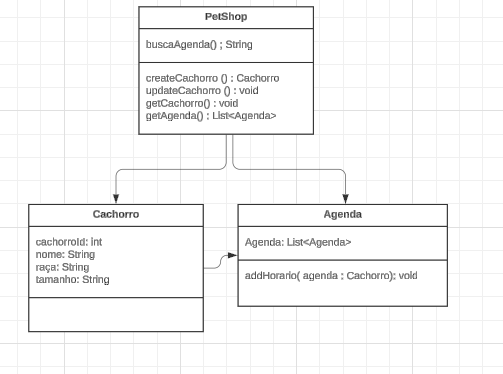 PetShop
buscaAgenda() ; String
createCachorro () : Cachorro
updateCachorro () : void
getCachorro() : void
getAgenda() ; List<Agenda>
Cachorro
cachorroId: int
nome: String
raça: String
tamanho: String
Agenda
Agenda: List<Agenda>
addHorario( agenda ; Cachorro); void